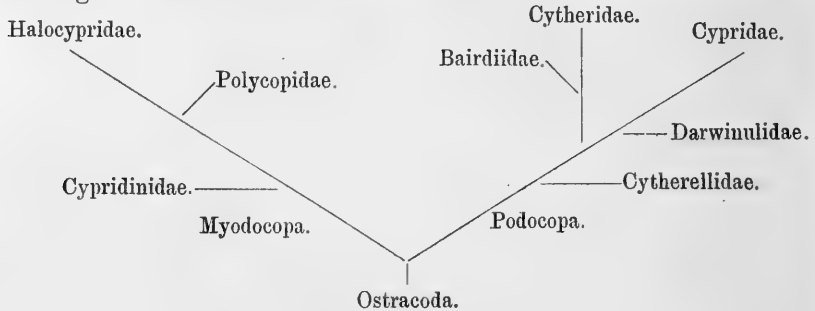 Halocypridae.
Cytheridae.
Cypridae.
Bairdiidae.
Polycopidae.
Darwinulidae.
Cypridinidae.
Cytherellidae.
Myodocopa.
Podocopa.
Ostracoda.